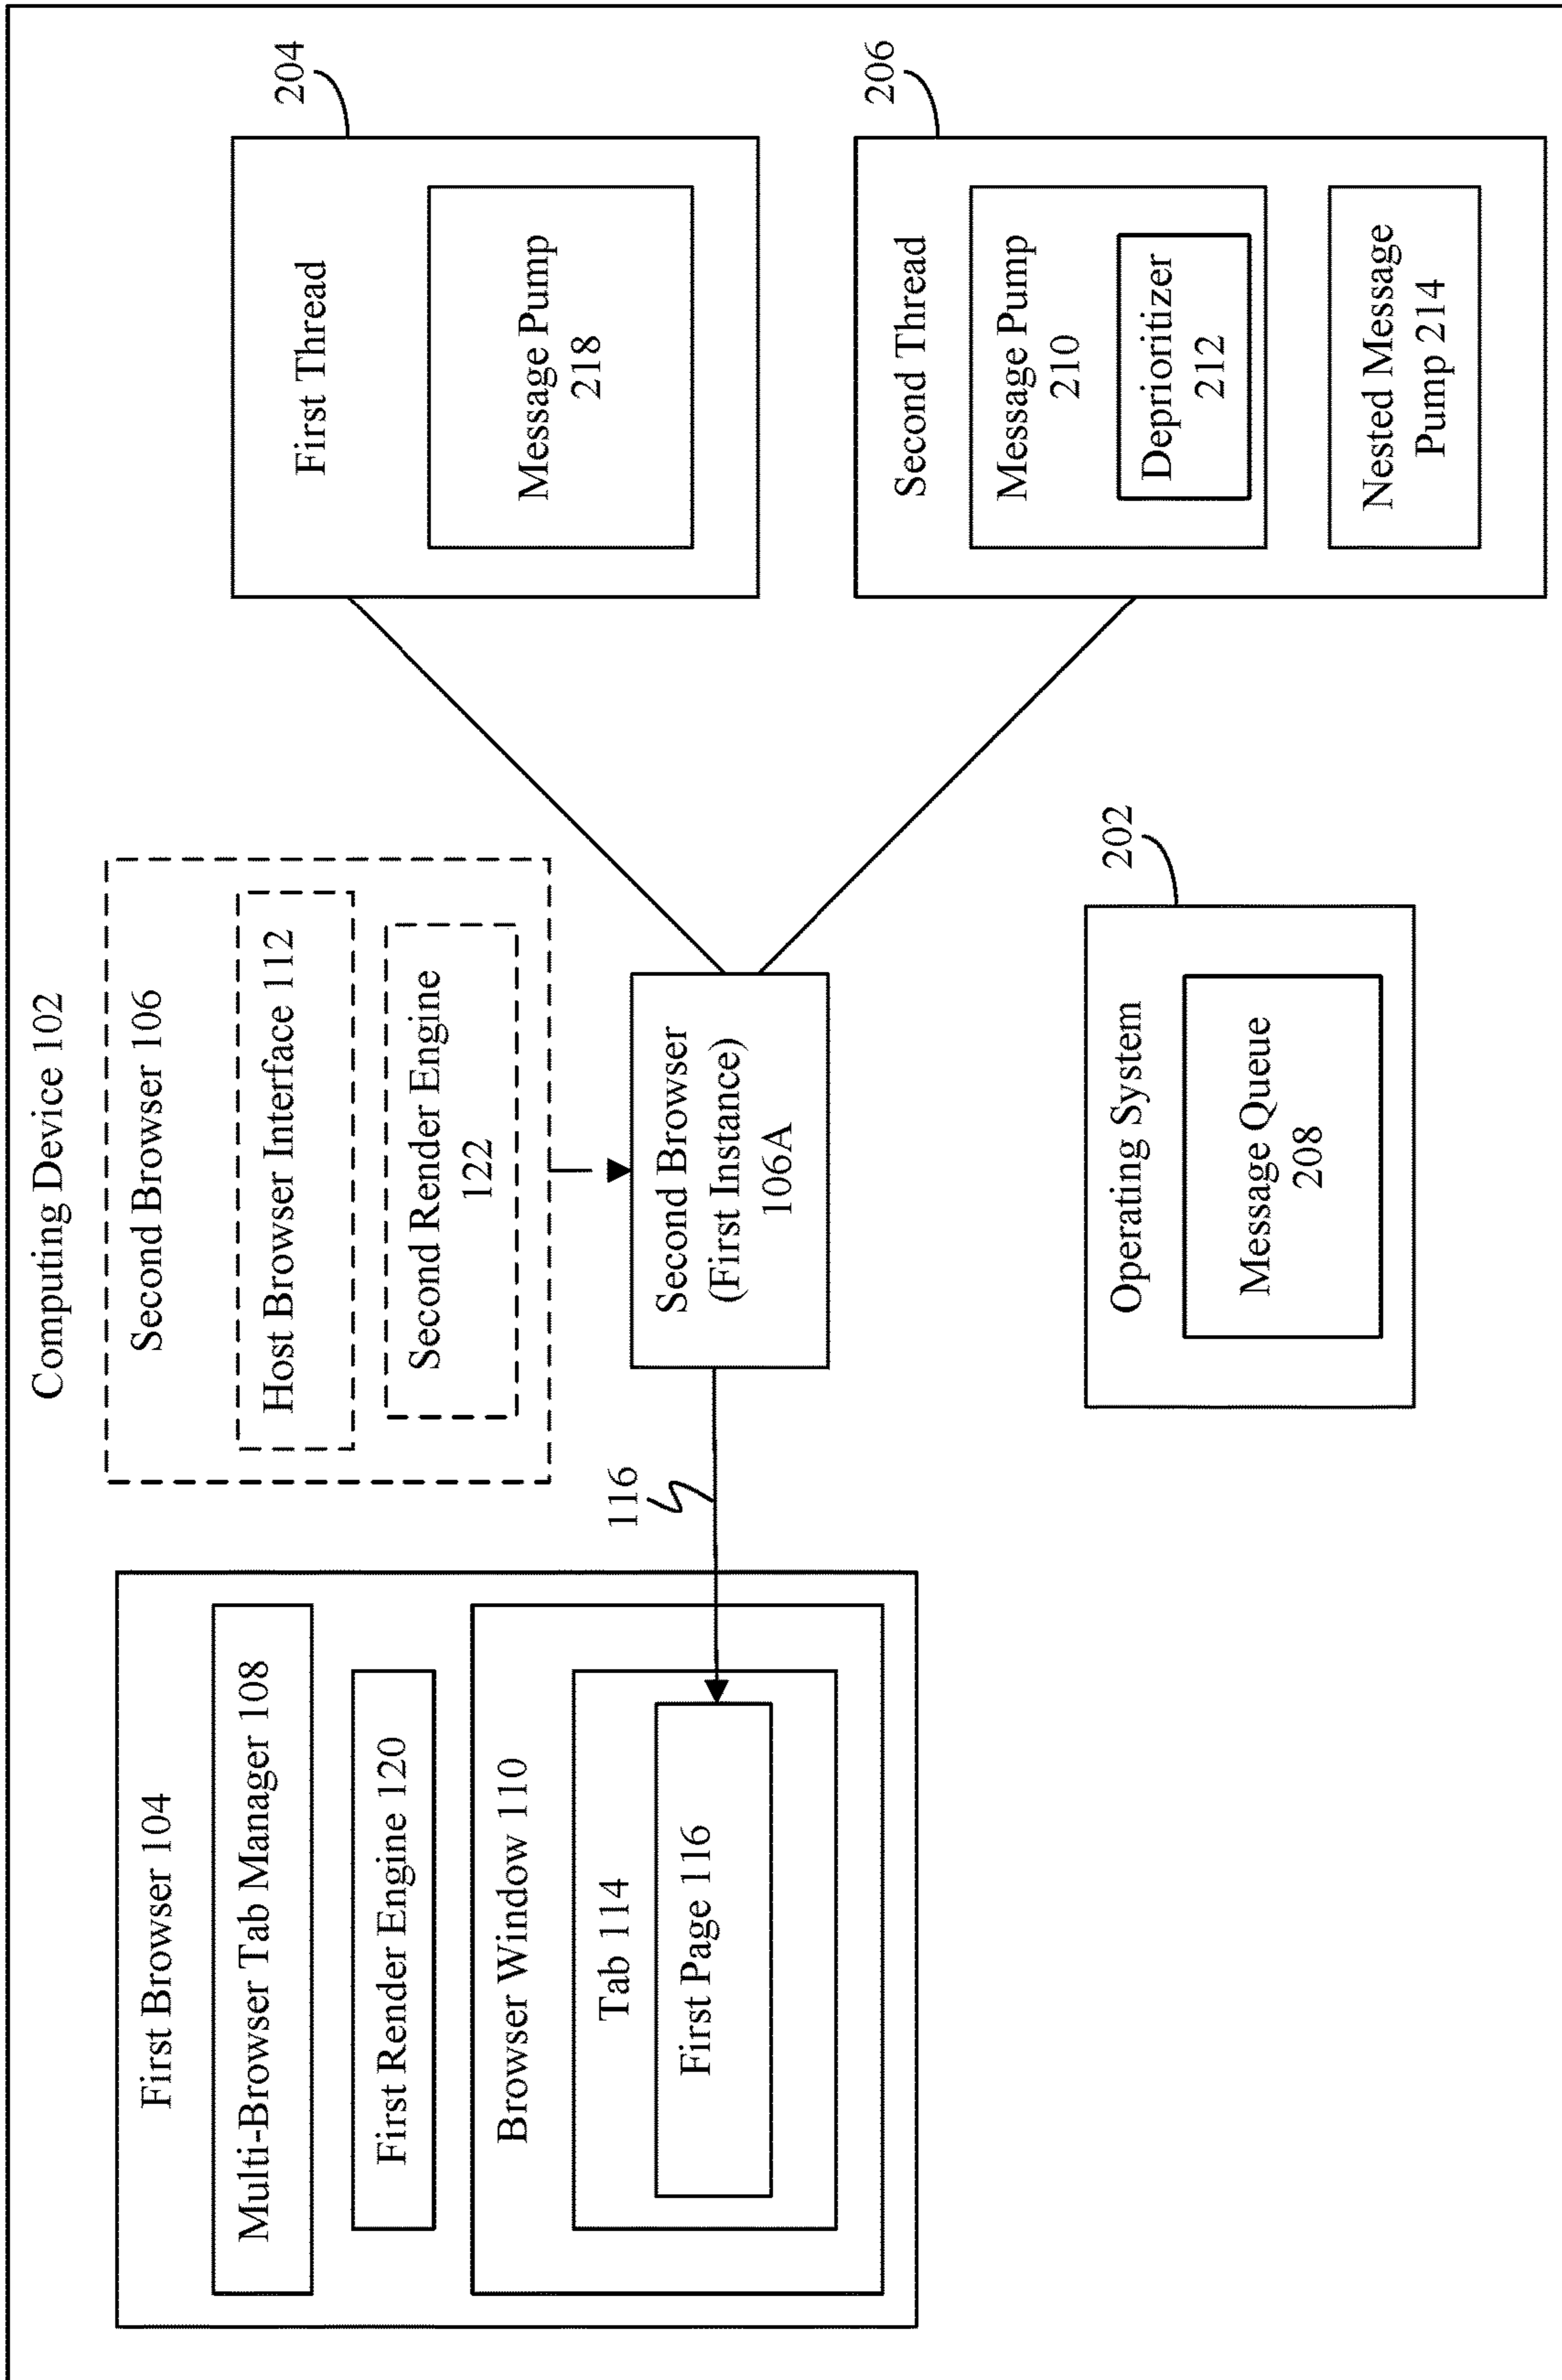 Computing Device 102
First Browser 104
Multi-Browser Tab Manager 108
First Render Engine 120
Browser Window 110
Tab 114
First Page 116
116
Second Browser 106
Host Browser Interface 112
Second Render Engine
122
Second Browser
(First Instance)
106A
202
Operating System
Message Queue
208
204
First Thread
Message Pump
218
206
Second Thread
Message Pump
210
Deprioritizer
212
Nested Message
Pump 214